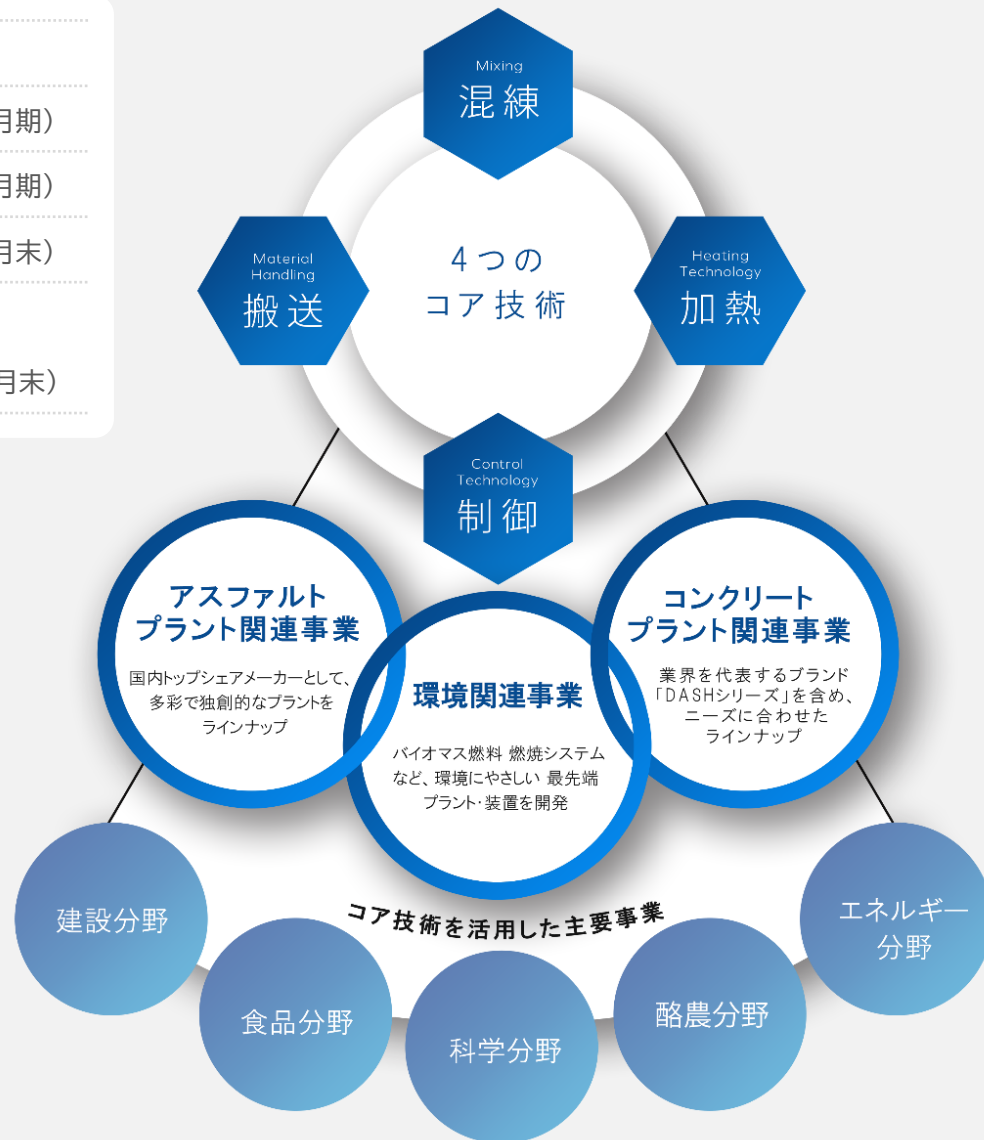 月期）
月期）
月末）
月末）
Mixing
混練
Material
Handling
搬送
4つの
コア技術
Heating
Technology
加熱
Control
Technology
制御
アスファルト
プラント関連事業
国内トップシェアメーカーとして、
多彩で独創的なプラントを
ラインナップ
環境関連事業
バイオマス燃料 燃焼システム
など、環境にやさしい 最先端
プラント・装置を開発
コンクリート
プラント関連事業
業界を代表するブランド
「DASHシリーズ」を含め、
ニーズに合わせた
ラインナップ
コア技術を活用した主要事業
建設分野
食品分野
科学分野
酪農分野
エネルギー
分野